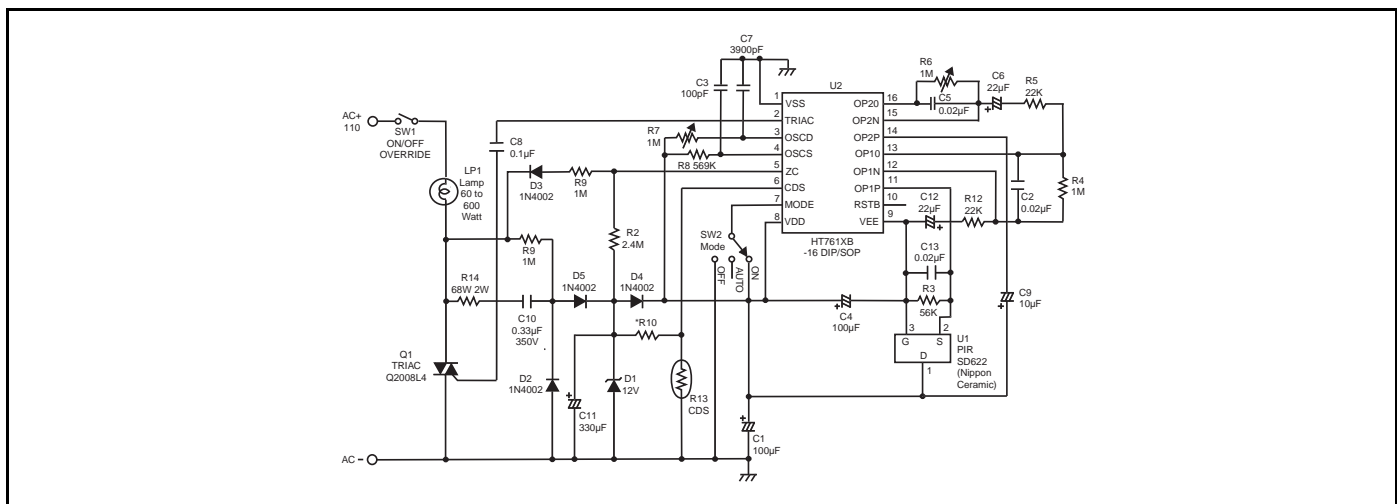 C7
3900pF
C3
100pF
U2
R6
1M
C6
22µF
R5
22K
C5
0.02µF
AC+
110
SW1
ON/OFF
OVERRIDE
C8
0.1µF
R7
1M
R8 569K
1
2
3
4
5
6
7
8
VSS
TRIAC
OSCD
OSCS
ZC
CDS
MODE
VDD
OP20
OP2N
OP2P
OP10
OP1N
OP1P
RSTB
VEE
16
15
14
13
12
11
10
9
HT761XB
-16 DIP/SOP
LP1
Lamp
60 to
600
Watt
D3
1N4002
R9
1M
R9
1M
R2
2.4M
SW2
Mode
OFF
AUTO
ON
C12
22µF
R12
22K
C2
0.02µF
R4
1M
C13
0.02µF
R3
56K
R14
68W 2W
C10
0.33µF
350V
D5
1N4002
D4
1N4002
C4
100µF
C9
10µF
*R10
3
2
G
S
D
1
U1
PIR
SD622
(Nippon
Ceramic)
Q1
TRIAC
Q2008L4
D2
1N4002
C11
330µF
D1
12V
R13
CDS
C1
100µF
AC -